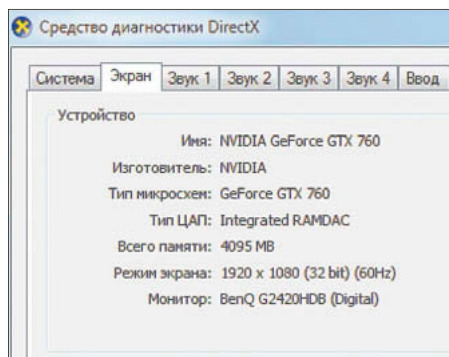 Средство диагностики DirectX
Система Экран Звук 1 Звук 2 Звук 3 Звук 4 Ввод
Устройство
Имя: NVIDIA GeForce GTX 760
Изготовитель: NVIDIA
Тип микросхем: GeForce GTX 760
Тип ЦАП: Integrated RAMDAC
Всего памяти: 4095 MB
Режим экрана: 1920 x 1080 (32 bit) (60Hz)
Монитор: BenQ G2420HDB (Digital)